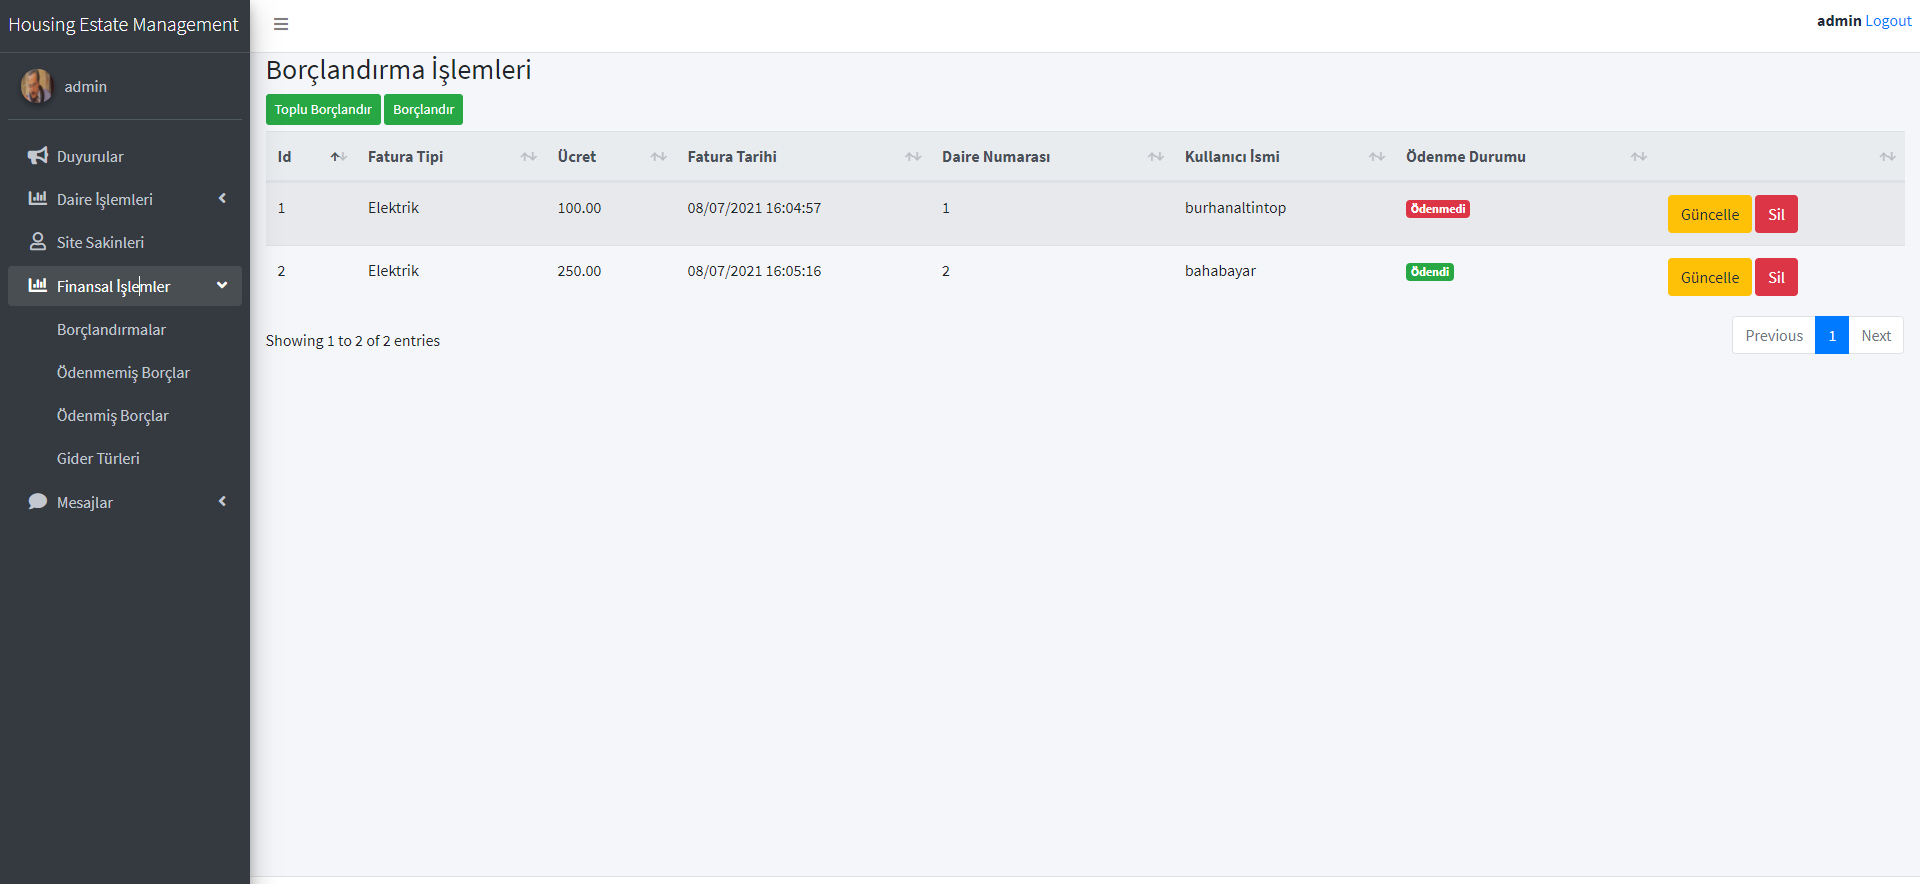 Housing Estate Management
admin Logout
admin
Duyurular
Daire İşlemleri
Site Sakinleri
Finansal İşlemler
Borçlandırmalar
Ödenmemiş Borçlar
Ödenmiş Borçlar
Gider Türleri
Mesajlar
Borçlandırma İşlemleri
Toplu Borçlandır Borçlandır
Id Fatura Tipi Ücret Fatura Tarihi Daire Numarası Kullanıcı İsmi Ödenme Durumu
1 Elektrik 100.00 08/07/2021 16:04:57 1 burhanaltintop Ödenmedi Güncelle Sil
2 Elektrik 250.00 08/07/2021 16:05:16 2 bahabayar Ödendi Güncelle Sil
Showing 1 to 2 of 2 entries
Previous 1 Next